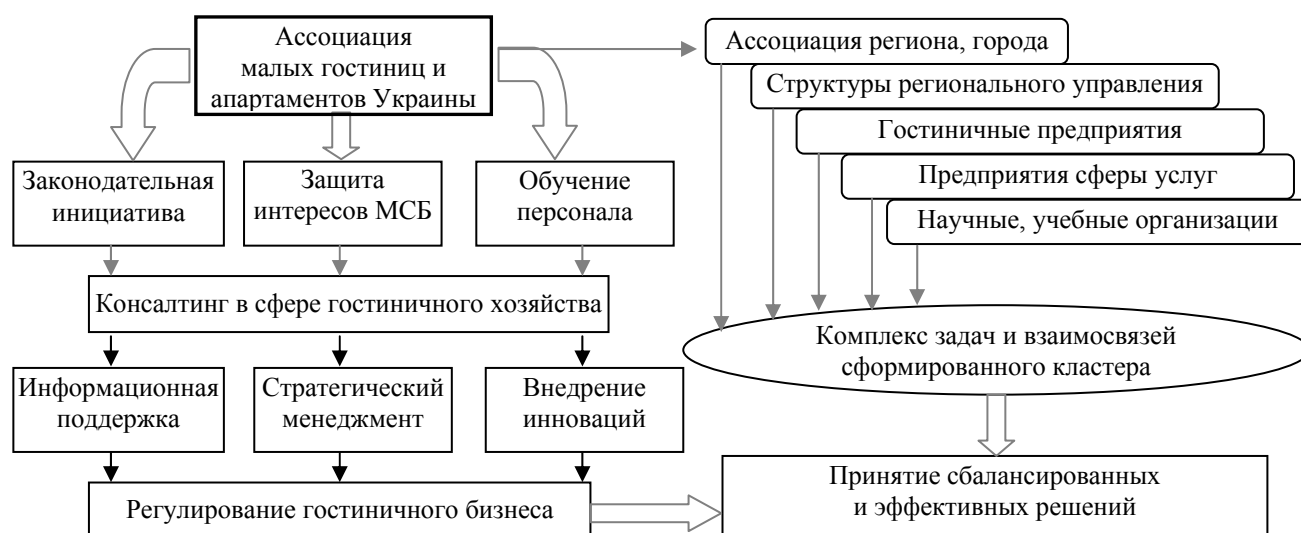 Ассоциация
малых гостиниц и
апартаментов Украины
Законодательная
инициатива
Защита
интересов МСБ
Обучение
персонала
Консалтинг в сфере гостиничного хозяйства
Информационная
поддержка
Стратегический
менеджмент
Внедрение
инноваций
Регулирование гостиничного бизнеса
Ассоциация региона, города
Структуры регионального управления
Гостиничные предприятия
Предприятия сферы услуг
Научные, учебные организации
Комплекс задач и взаимосвязей
сформированного кластера
Принятие сбалансированных
и эффективных решений